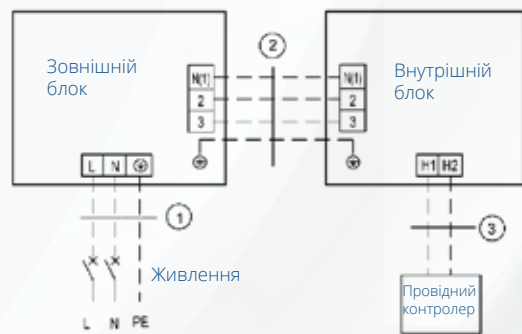 Зовнішній
блок
N(1)
2
3
L N
2
N(1)
2
3
Внутрішній
блок
H1 H2
1
Живлення
L N PE
3
Провідний
контролер